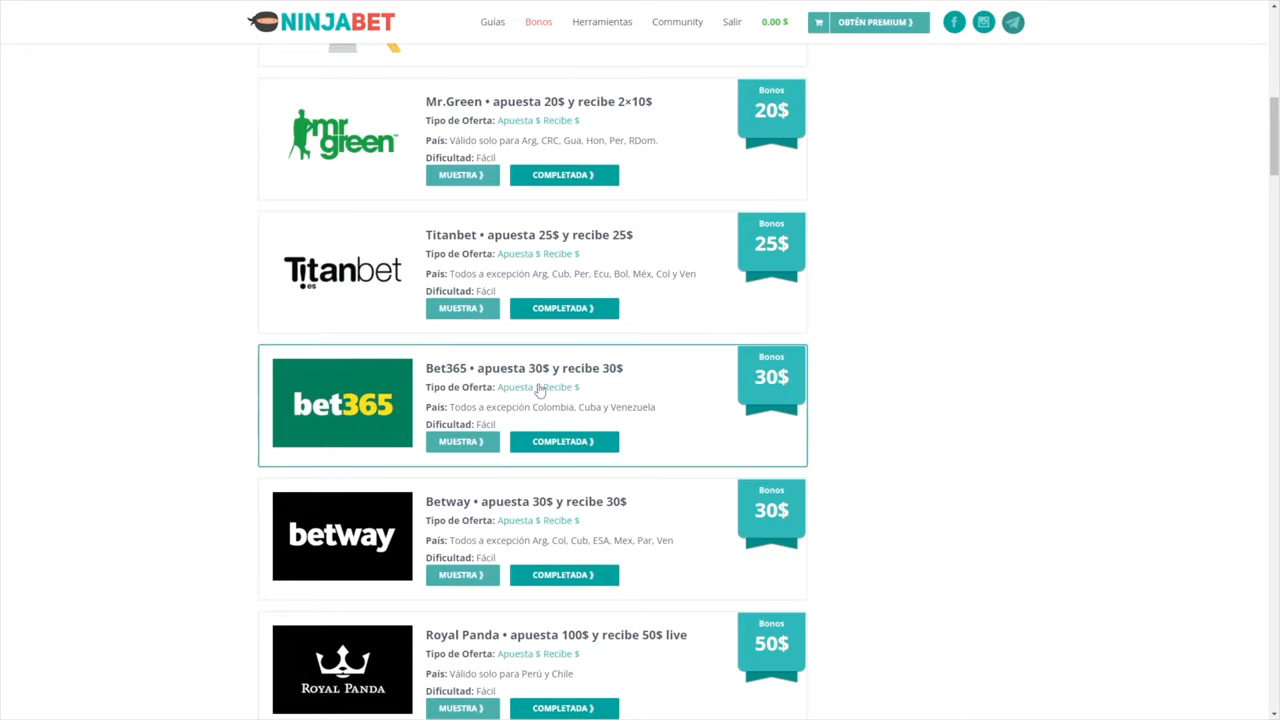 NINJABET
Guías Bonos Herramientas Community Salir 0.00 $ OBTÉN PREMIUM ⟫
mr green
Mr.Green • apuesta 20$ y recibe 2×10$
Tipo de Oferta: Apuesta $ Recibe $
País: Válido solo para Arg, CRC, Gua, Hon, Per, RDom.
Dificultad: Fácil
MUESTRA ⟫ COMPLETADA ⟫
Bonos
20$
Titanbet.es
Titanbet • apuesta 25$ y recibe 25$
Tipo de Oferta: Apuesta $ Recibe $
País: Todos a excepción Arg, Cub, Per, Ecu, Bol, Méx, Col y Ven
Dificultad: Fácil
MUESTRA ⟫ COMPLETADA ⟫
Bonos
25$
bet365
Bet365 • apuesta 30$ y recibe 30$
Tipo de Oferta: Apuesta $ Recibe $
País: Todos a excepción Colombia, Cuba y Venezuela
Dificultad: Fácil
MUESTRA ⟫ COMPLETADA ⟫
Bonos
30$
betway
Betway • apuesta 30$ y recibe 30$
Tipo de Oferta: Apuesta $ Recibe $
País: Todos a excepción Arg, Col, Cub, ESA, Mex, Par, Ven
Dificultad: Fácil
MUESTRA ⟫ COMPLETADA ⟫
Bonos
30$
ROYAL PANDA
Royal Panda • apuesta 100$ y recibe 50$ live
Tipo de Oferta: Apuesta $ Recibe $
País: Válido solo para Perú y Chile
Dificultad: Fácil
MUESTRA ⟫ COMPLETADA ⟫
Bonos
50$